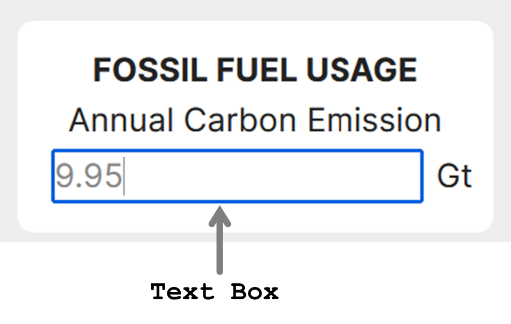 FOSSIL FUEL USAGE
Annual Carbon Emission
9.95 Gt
Text Box